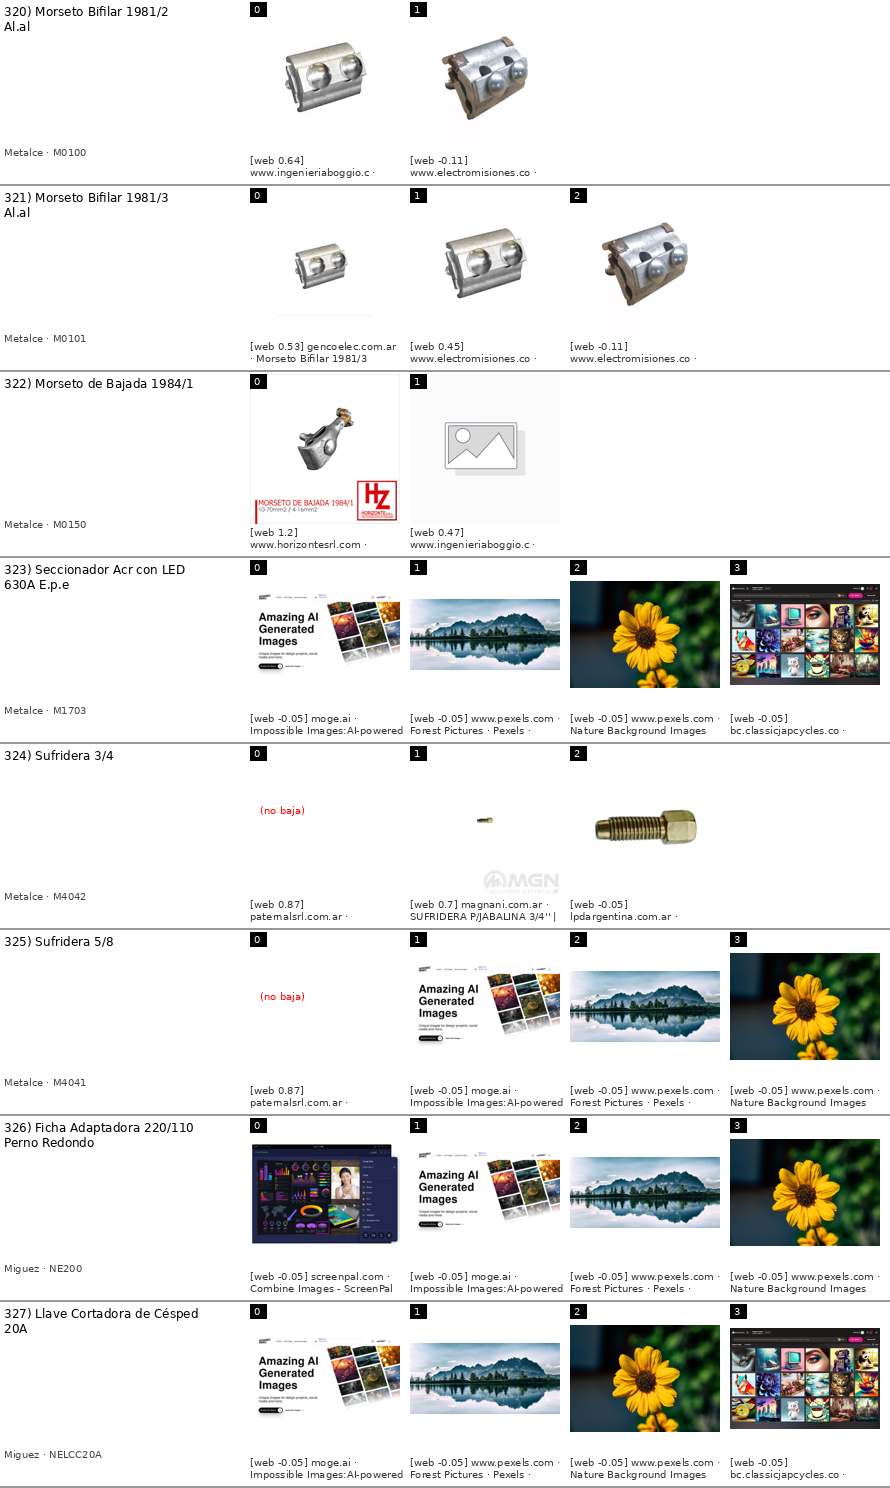 320) Morseto Bifilar 1981/2
Al.al
Metalce · M0100
0
[web 0.64]
www.ingenieriaboggio.c ·
1
[web -0.11]
www.electromisiones.co ·
321) Morseto Bifilar 1981/3
Al.al
Metalce · M0101
0
[web 0.53] gencoelec.com.ar
· Morseto Bifilar 1981/3
1
[web 0.45]
www.electromisiones.co ·
2
[web -0.11]
www.electromisiones.co ·
322) Morseto de Bajada 1984/1
Metalce · M0150
0
MORSETO DE BAJADA 1984/1
10-70mm2 / 4-16mm2
HZ
HORIZONTE
[web 1.2]
www.horizontesrl.com ·
1
[web 0.47]
www.ingenieriaboggio.c ·
323) Seccionador Acr con LED
630A E.p.e
Metalce · M1703
0
Amazing AI
Generated
Images
[web -0.05] moge.ai ·
Impossible Images:AI-powered
1
[web -0.05] www.pexels.com ·
Forest Pictures · Pexels ·
2
[web -0.05] www.pexels.com ·
Nature Background Images
3
[web -0.05]
bc.classicjapcycles.co ·
324) Sufridera 3/4
Metalce · M4042
0
(no baja)
[web 0.87]
paternalsrl.com.ar ·
1
MGN
[web 0.7] magnani.com.ar ·
SUFRIDERA P/JABALINA 3/4'' |
2
[web -0.05]
lpdargentina.com.ar ·
325) Sufridera 5/8
Metalce · M4041
0
(no baja)
[web 0.87]
paternalsrl.com.ar ·
1
Amazing AI
Generated
Images
[web -0.05] moge.ai ·
Impossible Images:AI-powered
2
[web -0.05] www.pexels.com ·
Forest Pictures · Pexels ·
3
[web -0.05] www.pexels.com ·
Nature Background Images
326) Ficha Adaptadora 220/110
Perno Redondo
Miguez · NE200
0
[web -0.05] screenpal.com ·
Combine Images - ScreenPal
1
Amazing AI
Generated
Images
[web -0.05] moge.ai ·
Impossible Images:AI-powered
2
[web -0.05] www.pexels.com ·
Forest Pictures · Pexels ·
3
[web -0.05] www.pexels.com ·
Nature Background Images
327) Llave Cortadora de Césped
20A
Miguez · NELCC20A
0
Amazing AI
Generated
Images
[web -0.05] moge.ai ·
Impossible Images:AI-powered
1
[web -0.05] www.pexels.com ·
Forest Pictures · Pexels ·
2
[web -0.05] www.pexels.com ·
Nature Background Images
3
[web -0.05]
bc.classicjapcycles.co ·